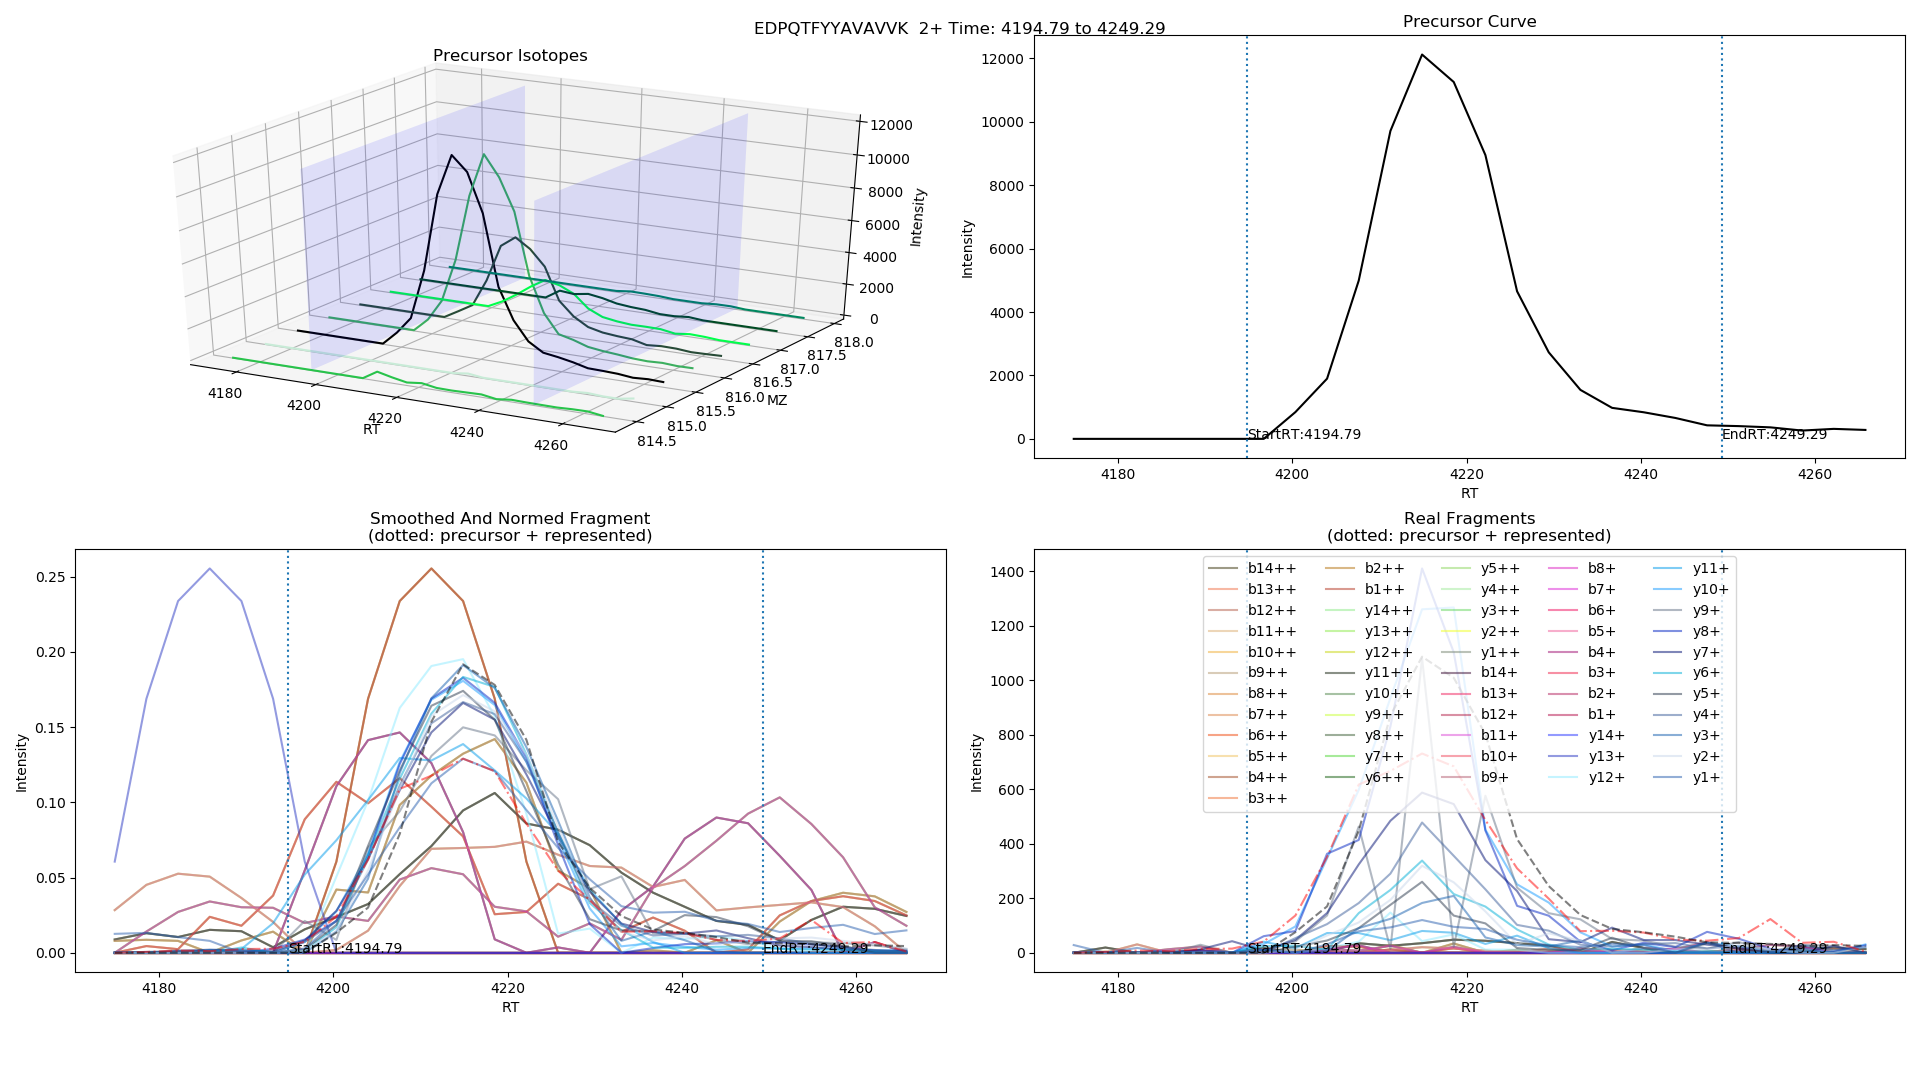 EDPQTFYYAVAVVK  2+ Time: 4194.79 to 4249.29
Precursor Isotopes
12000
10000
8000
6000
4000
2000
0
Intensity
4180
4200
4220
4240
4260
RT
814.5
815.0
815.5
816.0
816.5
817.0
817.5
818.0
MZ
Precursor Curve
12000
10000
8000
6000
4000
2000
0
Intensity
StartRT:4194.79
EndRT:4249.29
4180
4200
4220
4240
4260
RT
Smoothed And Normed Fragment
(dotted: precursor + represented)
0.25
0.20
0.15
0.10
0.05
0.00
Intensity
StartRT:4194.79
EndRT:4249.29
4180
4200
4220
4240
4260
RT
Real Fragments
(dotted: precursor + represented)
1400
1200
1000
800
600
400
200
0
Intensity
b14++
b13++
b12++
b11++
b10++
b9++
b8++
b7++
b6++
b5++
b4++
b3++
b2++
b1++
y14++
y13++
y12++
y11++
y10++
y9++
y8++
y7++
y6++
y5++
y4++
y3++
y2++
y1++
b14+
b13+
b12+
b11+
b10+
b9+
b8+
b7+
b6+
b5+
b4+
b3+
b2+
b1+
y14+
y13+
y12+
y11+
y10+
y9+
y8+
y7+
y6+
y5+
y4+
y3+
y2+
y1+
StartRT:4194.79
EndRT:4249.29
4180
4200
4220
4240
4260
RT